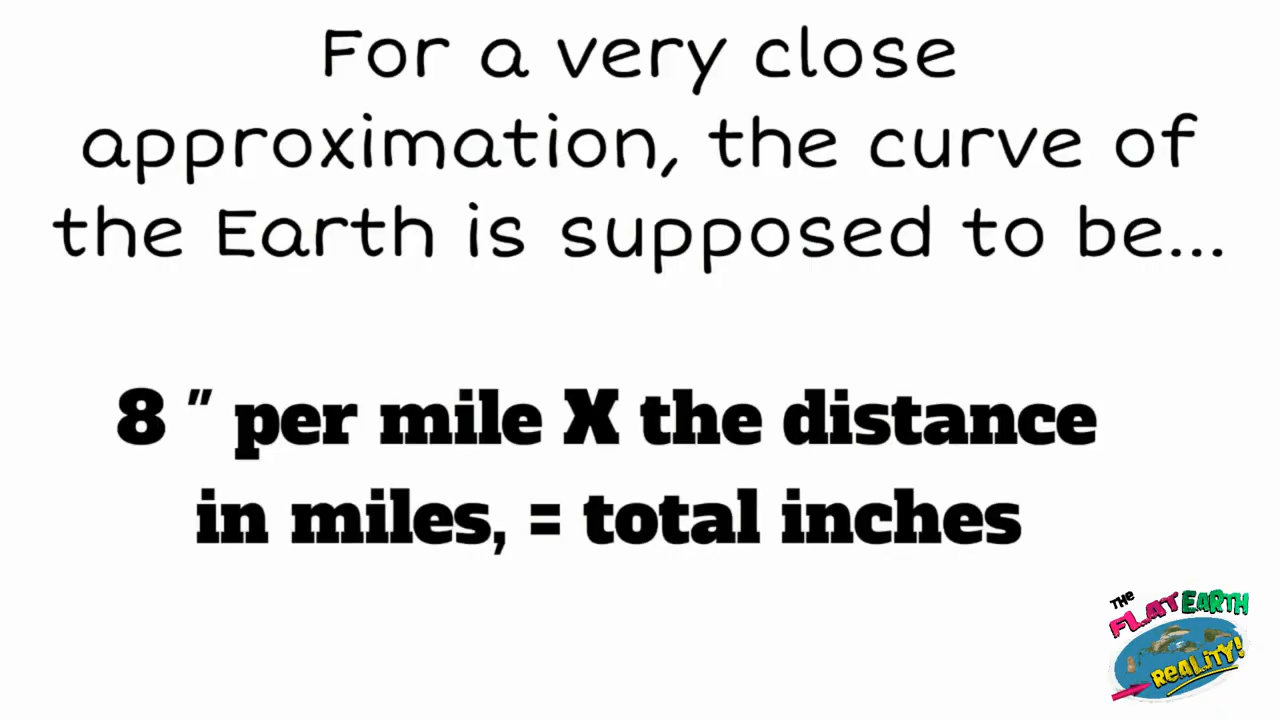 For a very close
approximation, the curve of
the Earth is supposed to be...
8 " per mile X the distance
in miles, = total inches
THE
FLAT EARTH
REALiTY!